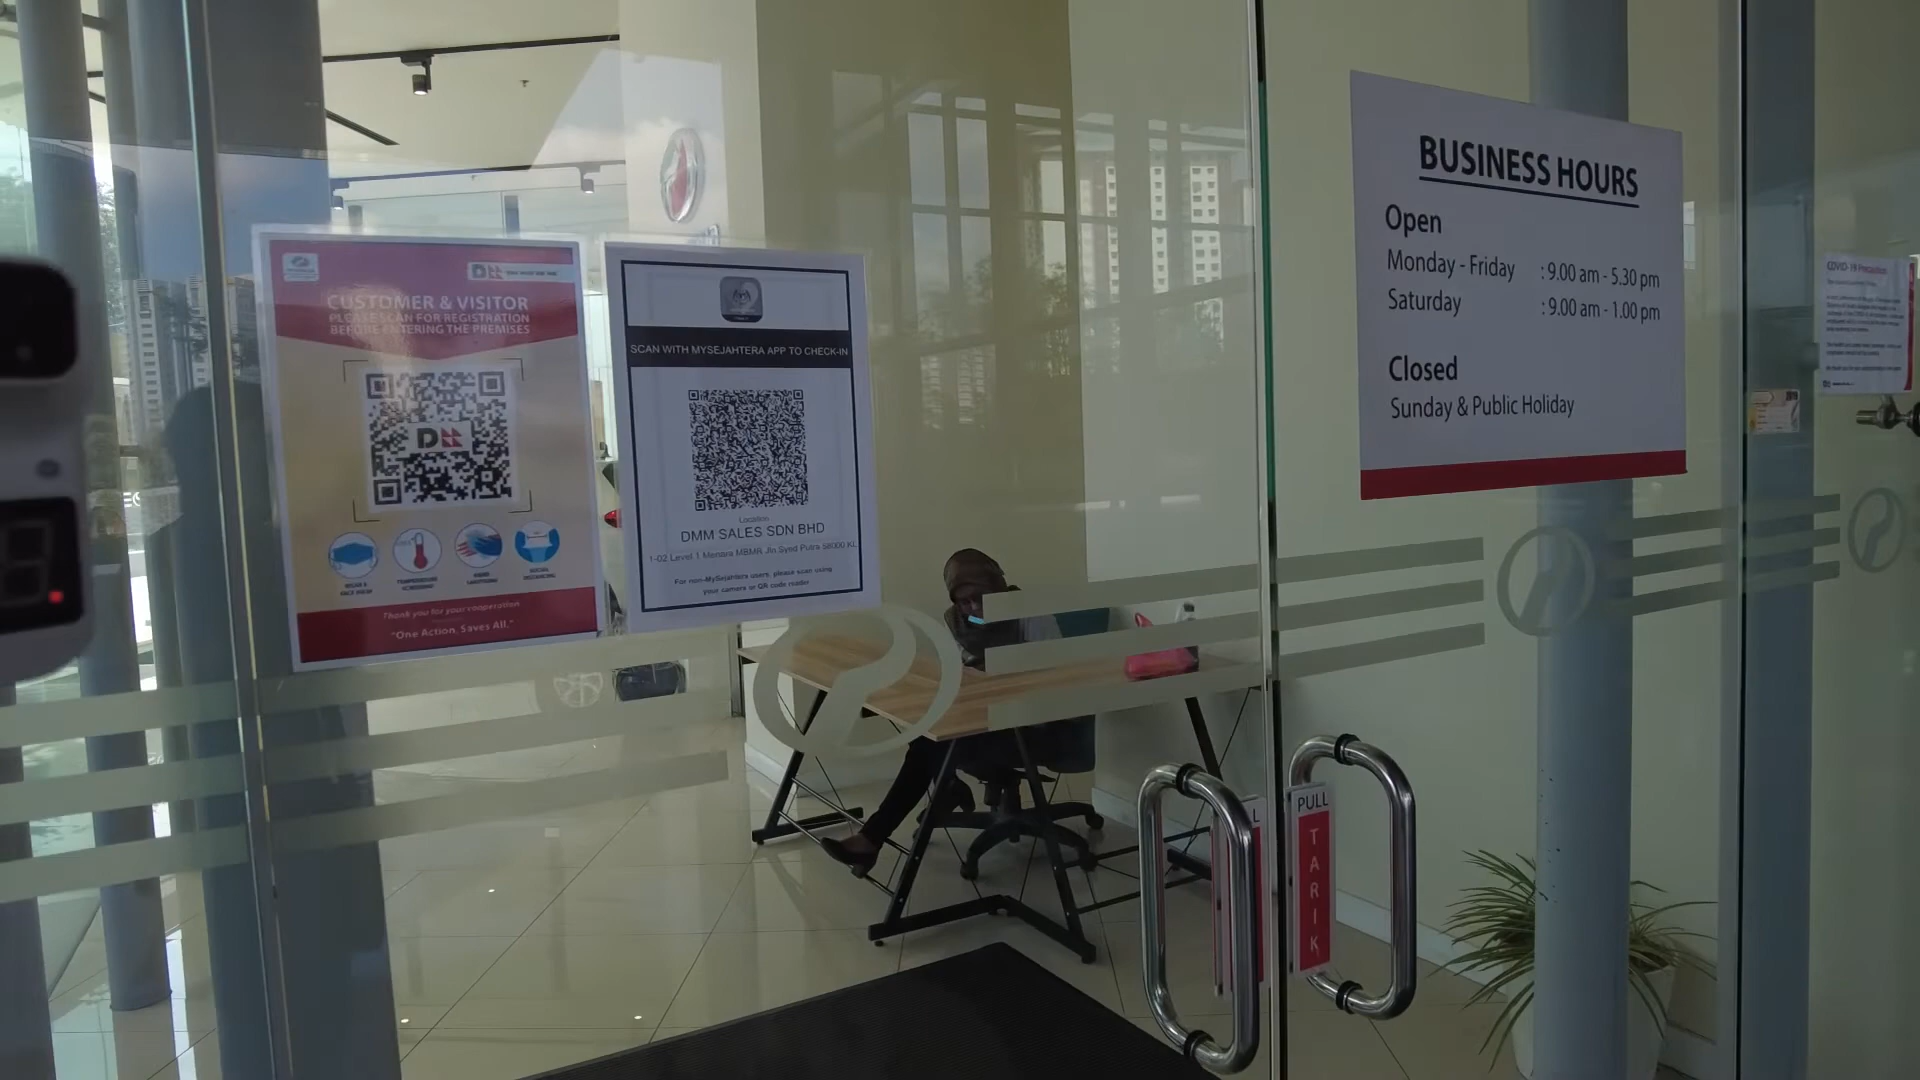 CUSTOMER & VISITOR
PLEASE SCAN FOR REGISTRATION
BEFORE ENTERING THE PREMISES
D
SOCIAL
DISTANCING
Thank you for your cooperation
"One Action, Saves All."
SCAN WITH MYSEJAHTERA APP TO CHECK-IN
Location
DMM SALES SDN BHD
1-02 Level 1 Menara MBMR Jln Syed Putra 58000 KL
For non-MySejahtera users, please scan using
your camera or QR code reader
BUSINESS HOURS
Open
Monday - Friday : 9.00 am - 5.30 pm
Saturday : 9.00 am - 1.00 pm
Closed
Sunday & Public Holiday
COVID-19 Precaution
L
PULL
TARIK